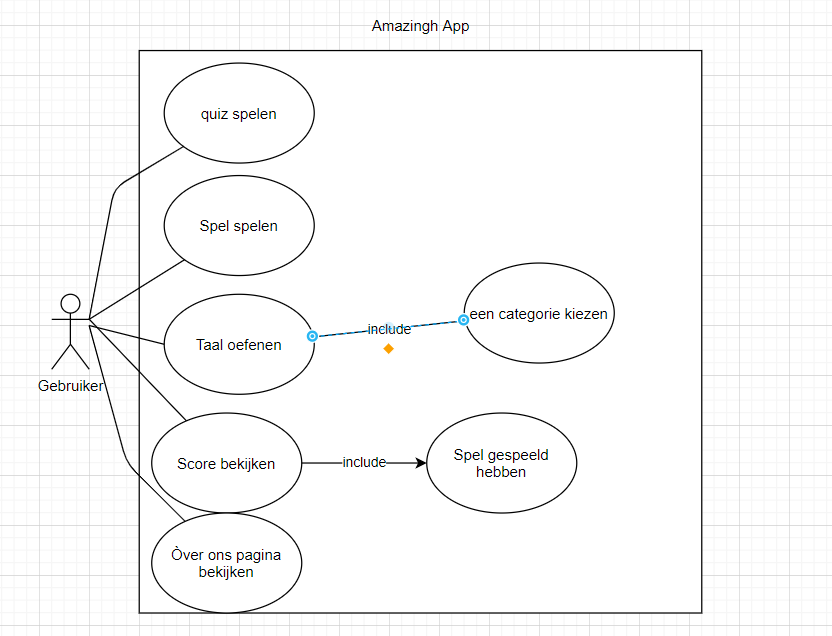 Amazingh App
quiz spelen
Spel spelen
een categorie kiezen
include
Taal oefenen
Gebruiker
Score bekijken
include
Spel gespeeld
hebben
Òver ons pagina
bekijken